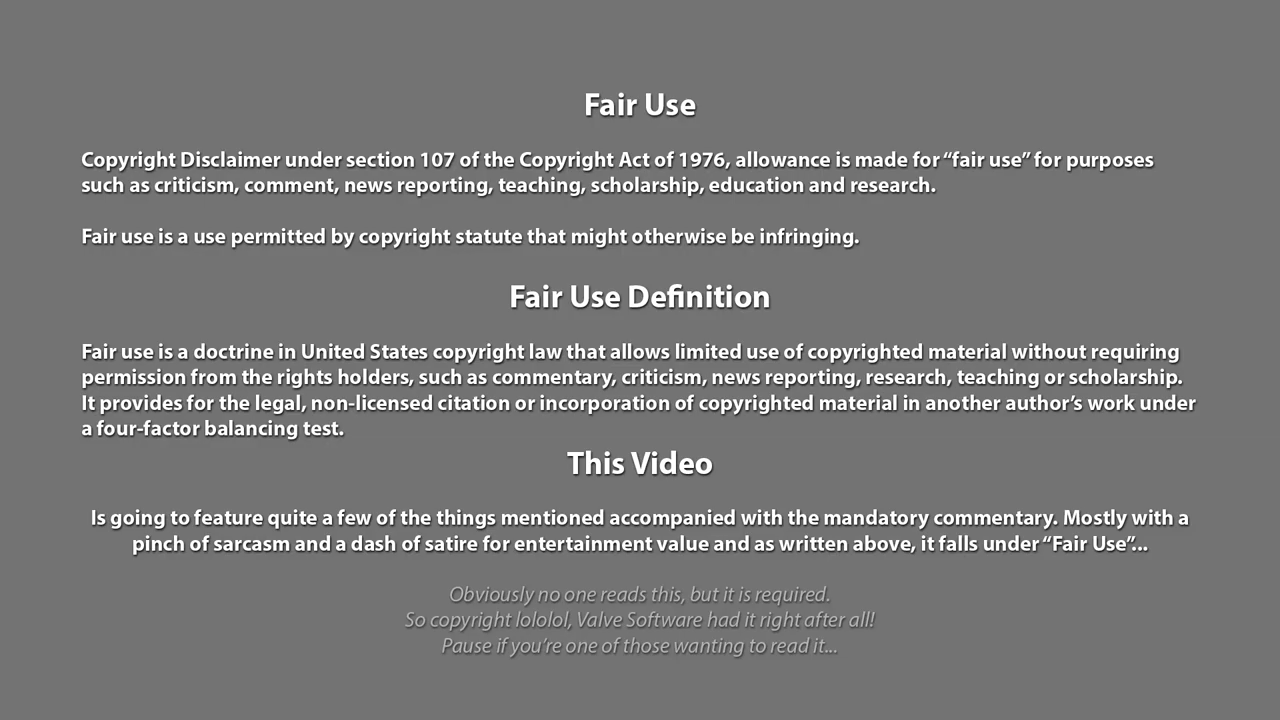 Fair Use
Copyright Disclaimer under section 107 of the Copyright Act of 1976, allowance is made for “fair use” for purposes
such as criticism, comment, news reporting, teaching, scholarship, education and research.
Fair use is a use permitted by copyright statute that might otherwise be infringing.
Fair Use Definition
Fair use is a doctrine in United States copyright law that allows limited use of copyrighted material without requiring
permission from the rights holders, such as commentary, criticism, news reporting, research, teaching or scholarship.
It provides for the legal, non-licensed citation or incorporation of copyrighted material in another author’s work under
a four-factor balancing test.
This Video
Is going to feature quite a few of the things mentioned accompanied with the mandatory commentary. Mostly with a
pinch of sarcasm and a dash of satire for entertainment value and as written above, it falls under “Fair Use”...
Obviously no one reads this, but it is required.
So copyright lololol, Valve Software had it right after all!
Pause if you’re one of those wanting to read it...